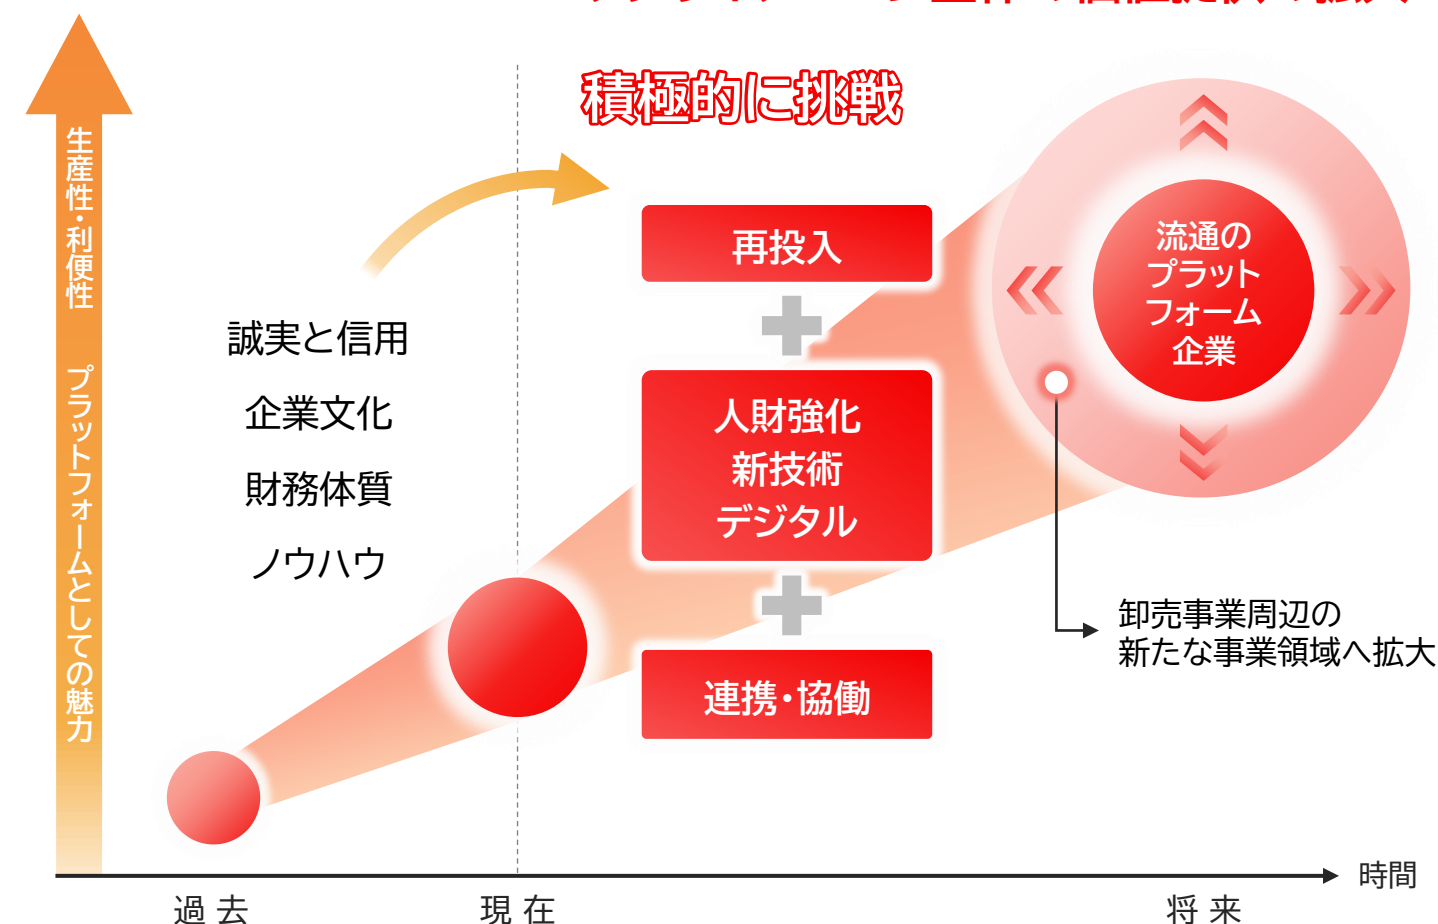 積極的に挑戦
生産性・利便性 プラットフォームとしての魅力
誠実と信用
企業文化
財務体質
ノウハウ
再投入
人財強化
新技術
デジタル
連携・協働
流通の
プラット
フォーム
企業
卸売事業周辺の
新たな事業領域へ拡大
時間
過去
現在
将来